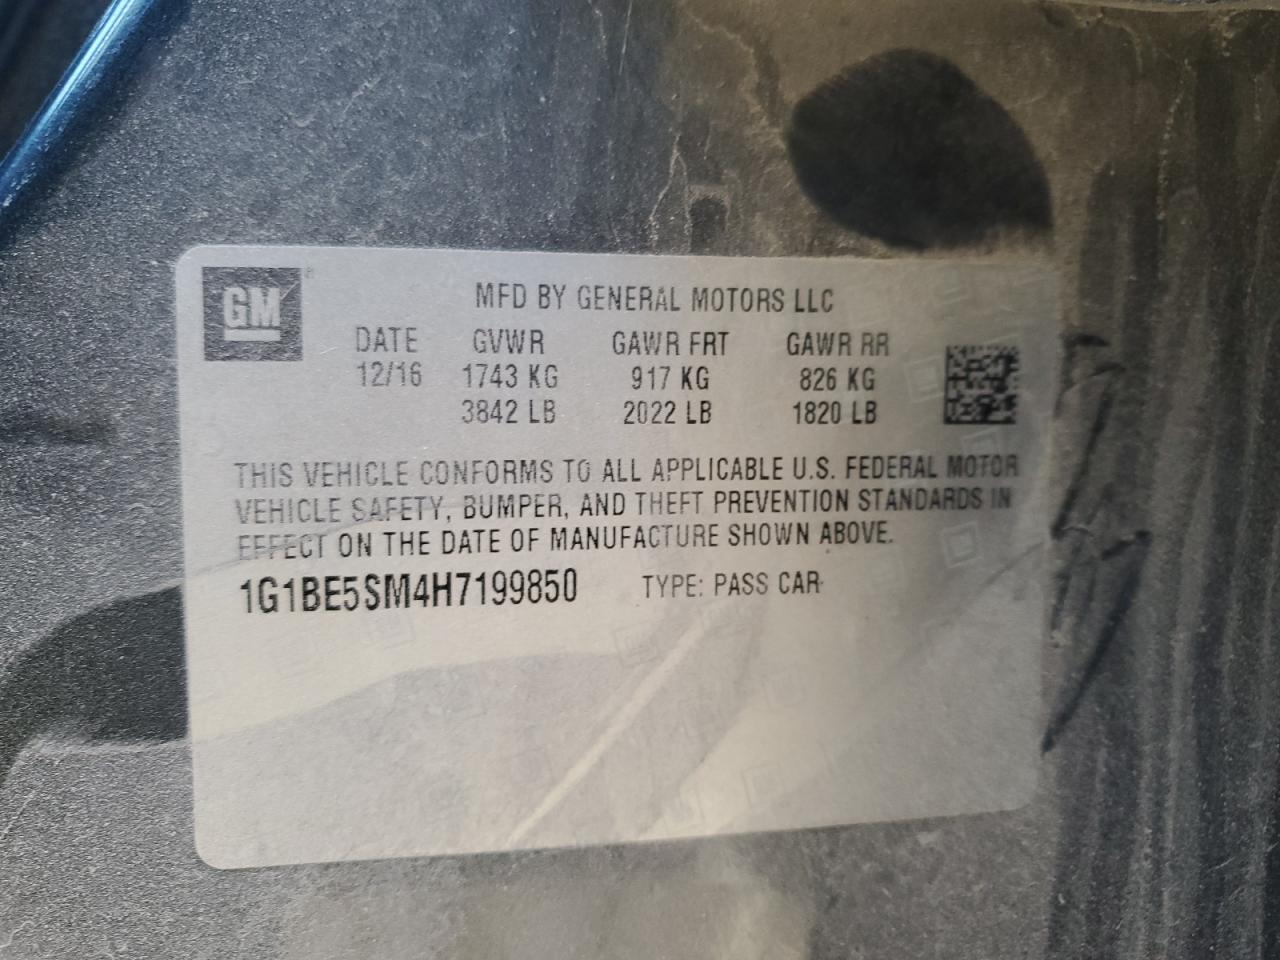 GM
MFD BY GENERAL MOTORS LLC
DATE GVWR GAWR FRT GAWR RR
12/16 1743 KG 917 KG 826 KG
3842 LB 2022 LB 1820 LB
THIS VEHICLE CONFORMS TO ALL APPLICABLE U.S. FEDERAL MOTOR
VEHICLE SAFETY, BUMPER, AND THEFT PREVENTION STANDARDS IN
EFFECT ON THE DATE OF MANUFACTURE SHOWN ABOVE.
1G1BE5SM4H7199850 TYPE: PASS CAR